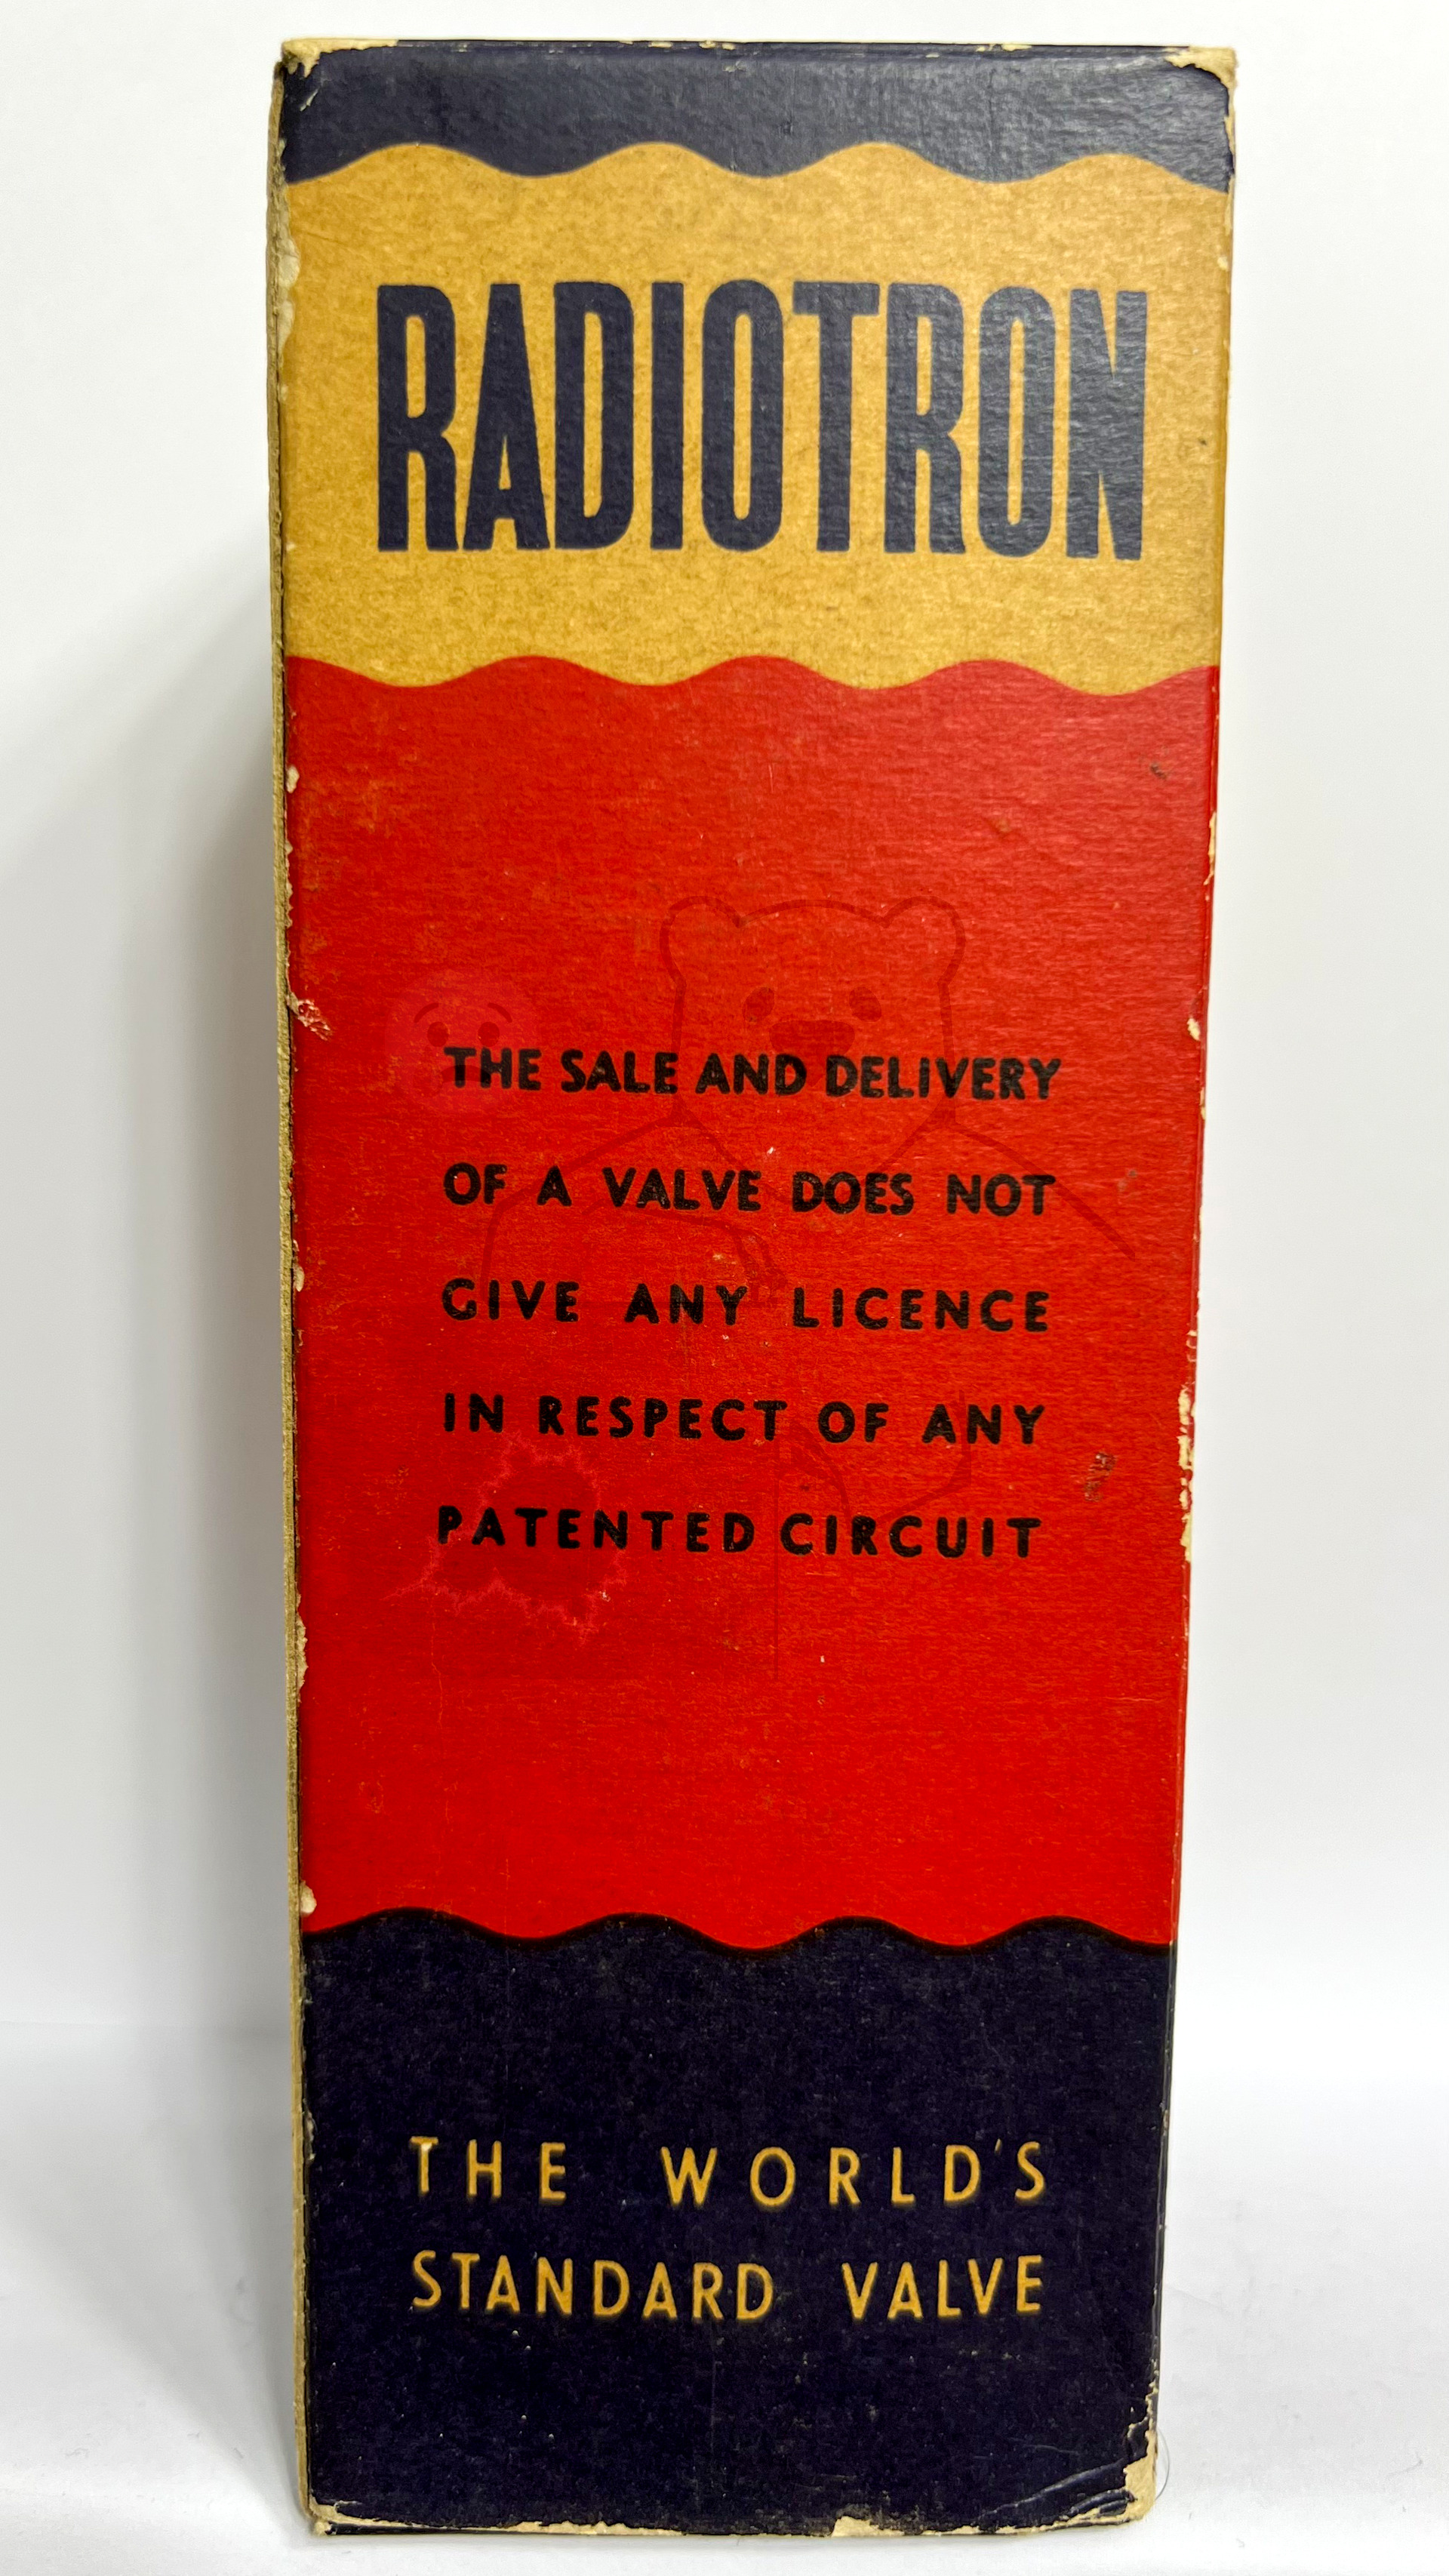 RADIOTRON
THE SALE AND DELIVERY
OF A VALVE DOES NOT
GIVE ANY LICENCE
IN RESPECT OF ANY
PATENTED CIRCUIT
THE WORLD'S
STANDARD VALVE